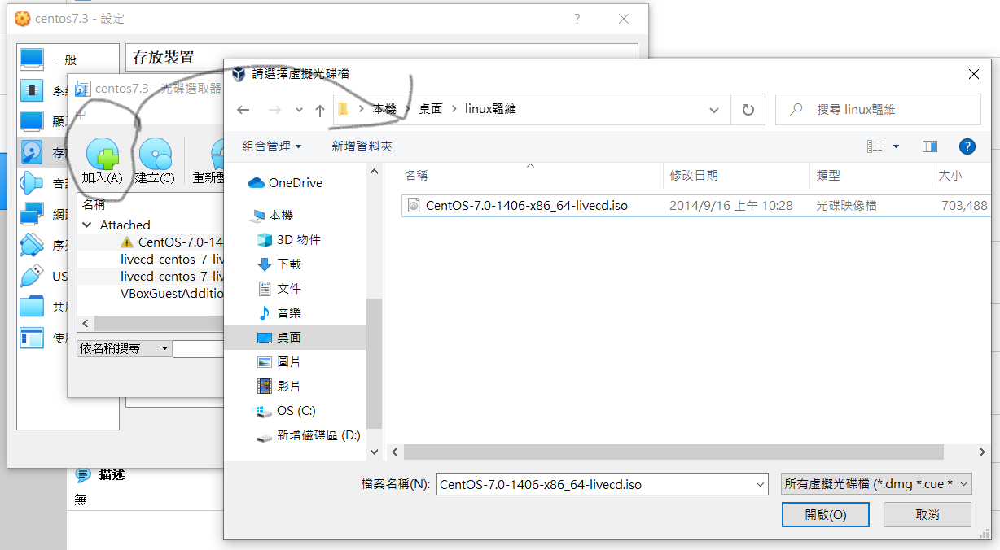 centos7.3 - 設定
?
一般
存放裝置
系
顯
存
音
網
序
US
共
使
centos7.3 - 光碟選取器
中
加入(A)
建立(C)
重新
名稱
Attached
CentOS-7.0-14
livecd-centos-7-liv
livecd-centos-7-liv
VBoxGuestAdditio
依名稱搜尋
描述
無
請選擇虛擬光碟檔
本機
桌面
linux韞維
搜尋 linux韞維
組合管理
新增資料夾
?
OneDrive
本機
3D 物件
下載
文件
音樂
桌面
圖片
影片
OS (C:)
新增磁碟區 (D:)
名稱
修改日期
類型
大小
CentOS-7.0-1406-x86_64-livecd.iso
2014/9/16 上午 10:28
光碟映像檔
703,488
檔案名稱(N):
CentOS-7.0-1406-x86_64-livecd.iso
所有虛擬光碟檔 (*.dmg *.cue *
開啟(O)
取消